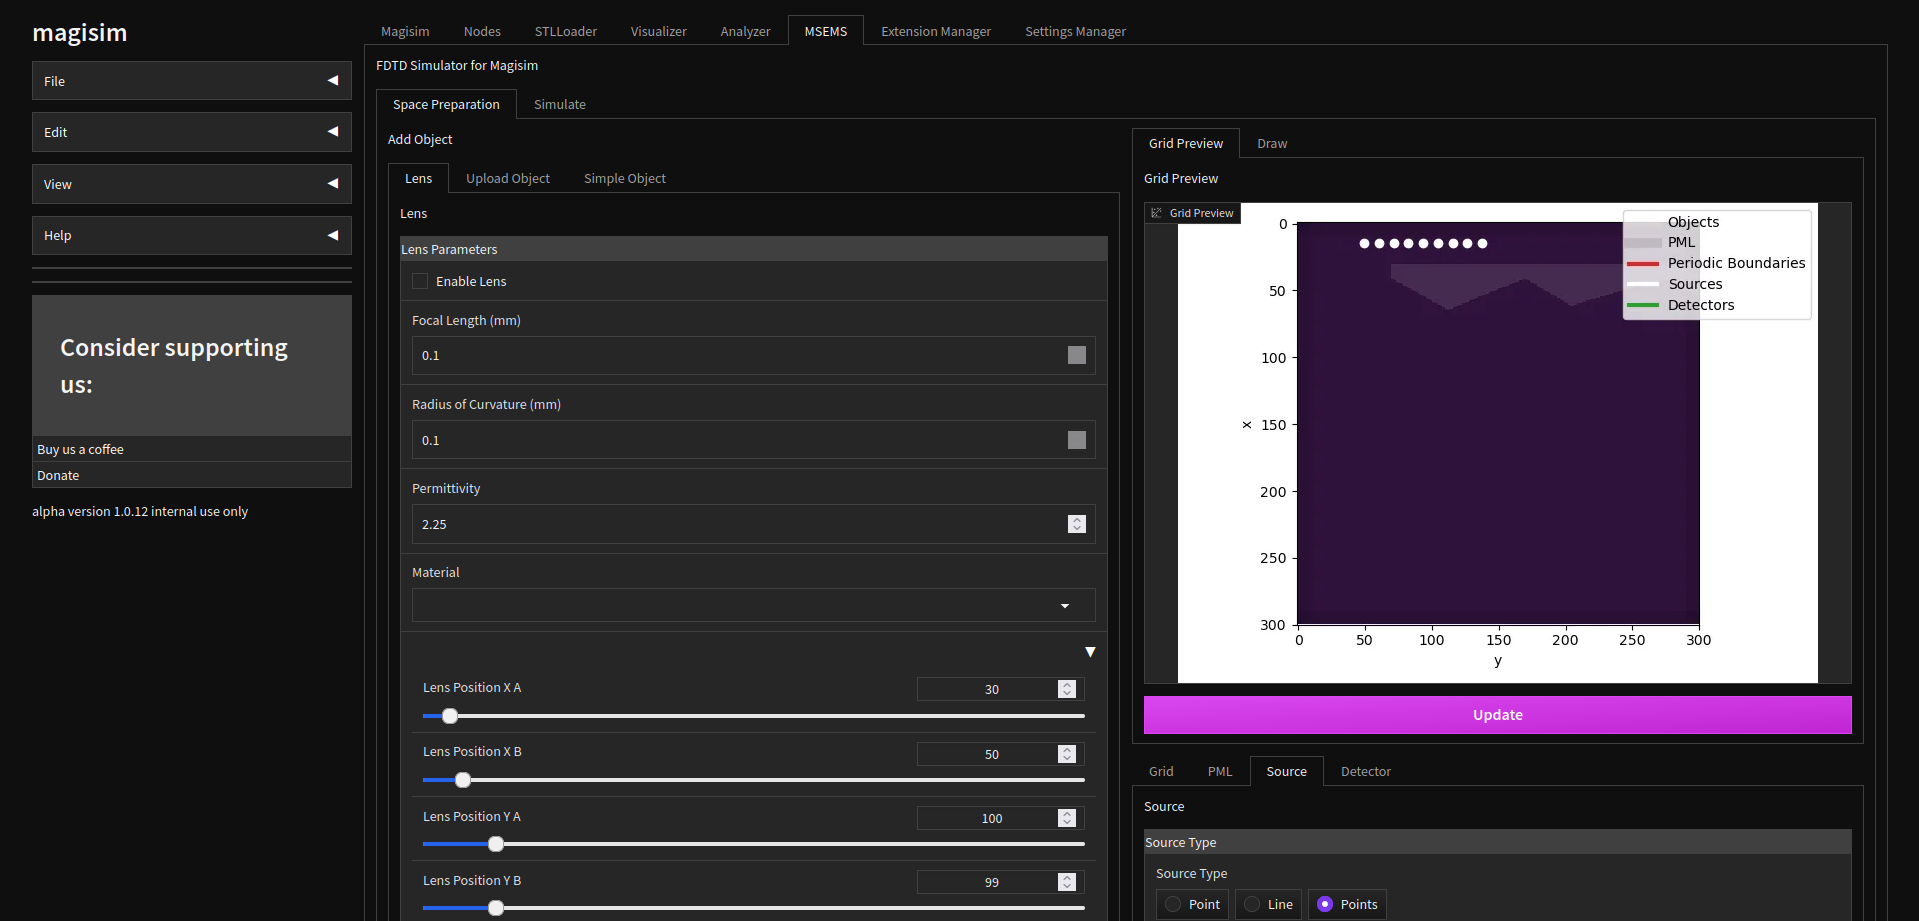 magisim
File
Edit
View
Help
Consider supporting
us:
Buy us a coffee
Donate
alpha version 1.0.12 internal use only
Magisim Nodes STLLoader Visualizer Analyzer MSEMS Extension Manager Settings Manager
FDTD Simulator for Magisim
Space Preparation Simulate
Add Object
Lens Upload Object Simple Object
Lens
Lens Parameters
Enable Lens
Focal Length (mm)
0.1
Radius of Curvature (mm)
0.1
Permittivity
2.25
Material
Lens Position X A 30
Lens Position X B 50
Lens Position Y A 100
Lens Position Y B 99
Grid Preview Draw
Grid Preview
Grid Preview
Objects
PML
Periodic Boundaries
Sources
Detectors
0
50
100
150
200
250
300
x
0 50 100 150 200 250 300
y
Update
Grid PML Source Detector
Source
Source Type
Source Type
Point Line Points